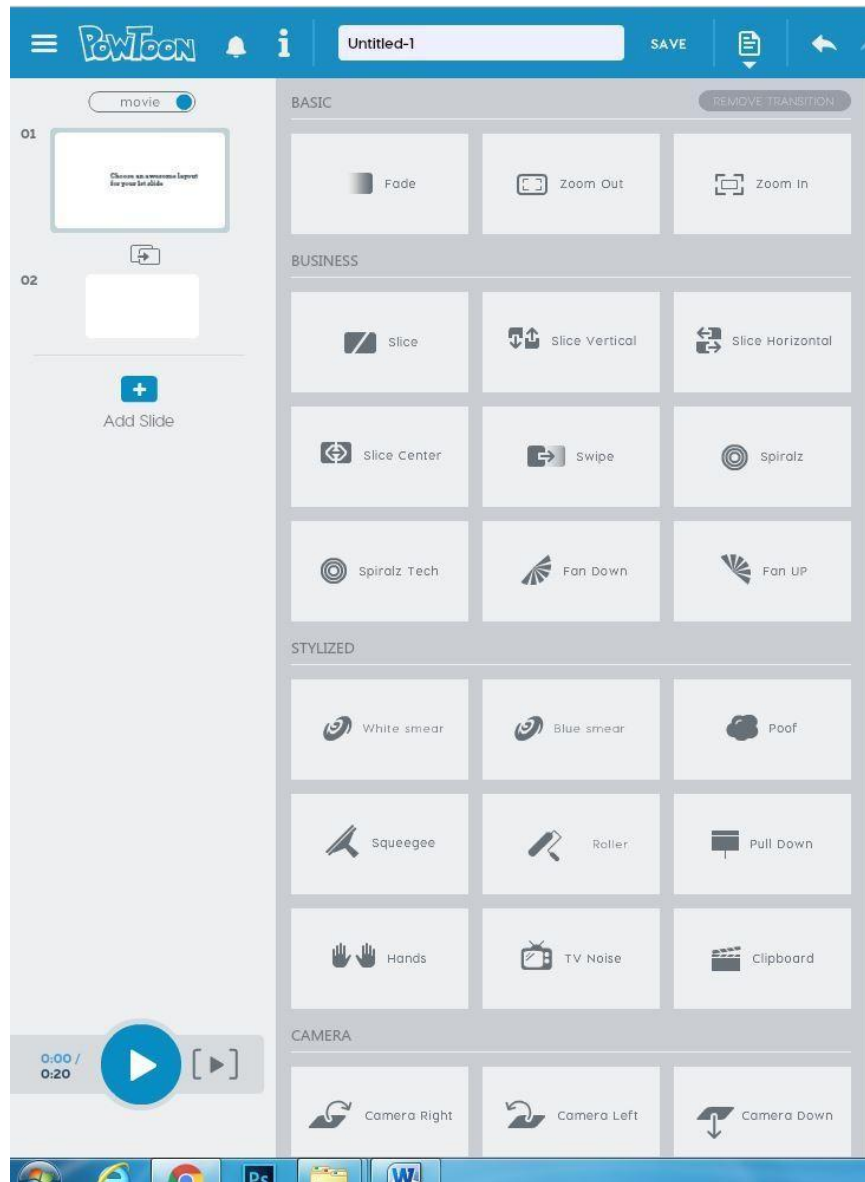 POWTOON i Untitled-1 SAVE
movie
01
Choose an awesome layout
for your 1st slide
02
+
Add Slide
0:00 /
0:20
BASIC REMOVE TRANSITION
Fade Zoom Out Zoom In
BUSINESS
Slice Slice Vertical Slice Horizontal
Slice Center Swipe Spiralz
Spiralz Tech Fan Down Fan UP
STYLIZED
White smear Blue smear Poof
Squeegee Roller Pull Down
Hands TV Noise Clipboard
CAMERA
Camera Right Camera Left Camera Down
Ps W